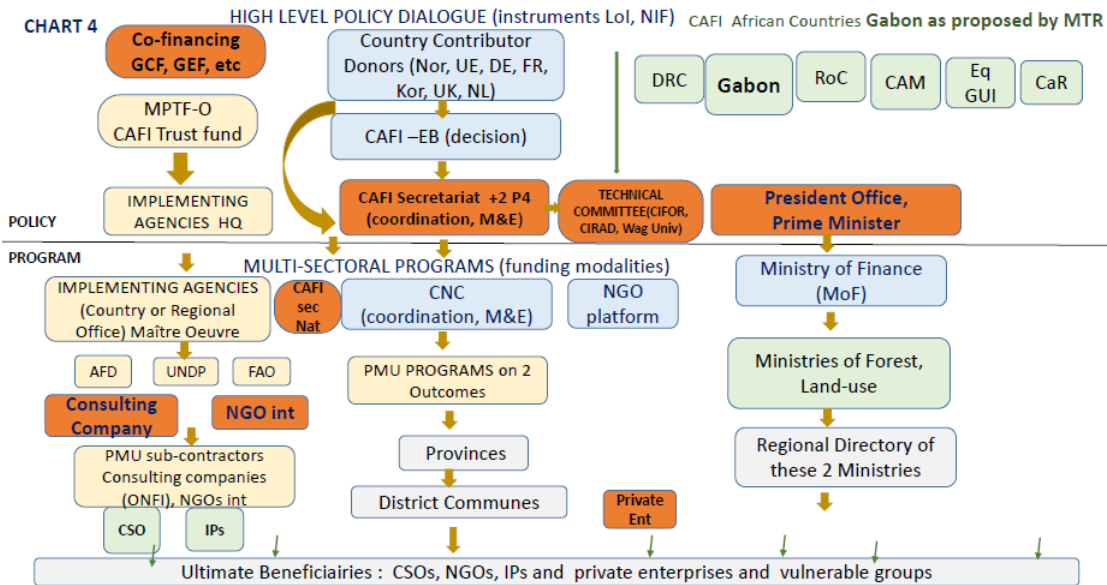 CHART 4
HIGH LEVEL POLICY DIALOGUE (instruments LoI, NIF)
CAFI African Countries Gabon as proposed by MTR
Co-financing
GCF, GEF, etc
Country Contributor
Donors (Nor, UE, DE, FR,
Kor, UK, NL)
DRC
Gabon
RoC
CAM
Eq
GUI
CaR
MPTF-O
CAFI Trust fund
CAFI –EB (decision)
IMPLEMENTING
AGENCIES HQ
CAFI Secretariat +2 P4
(coordination, M&E)
TECHNICAL
COMMITTEE(CIFOR,
CIRAD, Wag Univ)
President Office,
Prime Minister
POLICY
PROGRAM
MULTI-SECTORAL PROGRAMS (funding modalities)
IMPLEMENTING AGENCIES
(Country or Regional
Office) Maître Oeuvre
CAFI
sec
Nat
CNC
(coordination, M&E)
NGO
platform
Ministry of Finance
(MoF)
AFD
UNDP
FAO
PMU PROGRAMS on 2
Outcomes
Ministries of Forest,
Land-use
Consulting
Company
NGO int
PMU sub-contractors
Consulting companies
(ONFI), NGOs int
Provinces
Regional Directory of
these 2 Ministries
District Communes
Private
Ent
CSO
IPs
Ultimate Beneficiairies : CSOs, NGOs, IPs and private enterprises and vulnerable groups